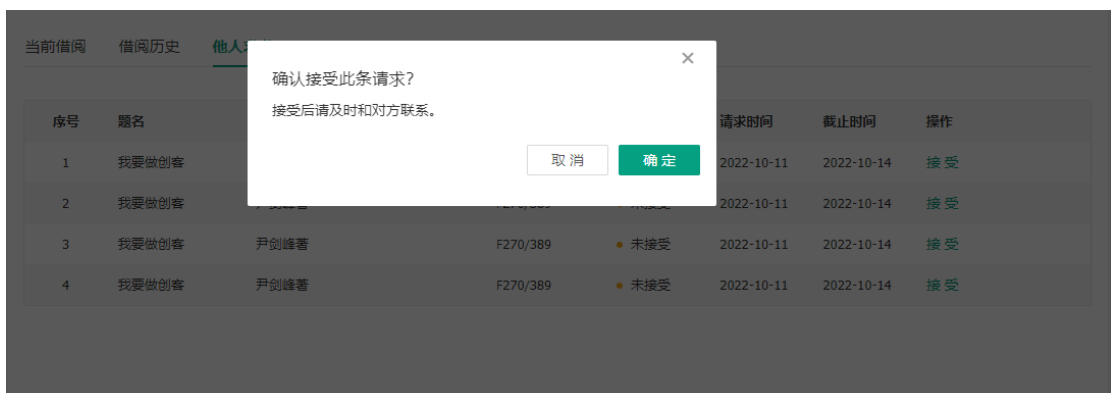 当前借阅 借阅历史 他人
确认接受此条请求?
接受后请及时和对方联系。
取消 确定
序号 题名 请求时间 截止时间 操作
1 我要做创客 2022-10-11 2022-10-14 接受
2 我要做创客 2022-10-11 2022-10-14 接受
3 我要做创客 尹剑峰著 F270/389 未接受 2022-10-11 2022-10-14 接受
4 我要做创客 尹剑峰著 F270/389 未接受 2022-10-11 2022-10-14 接受